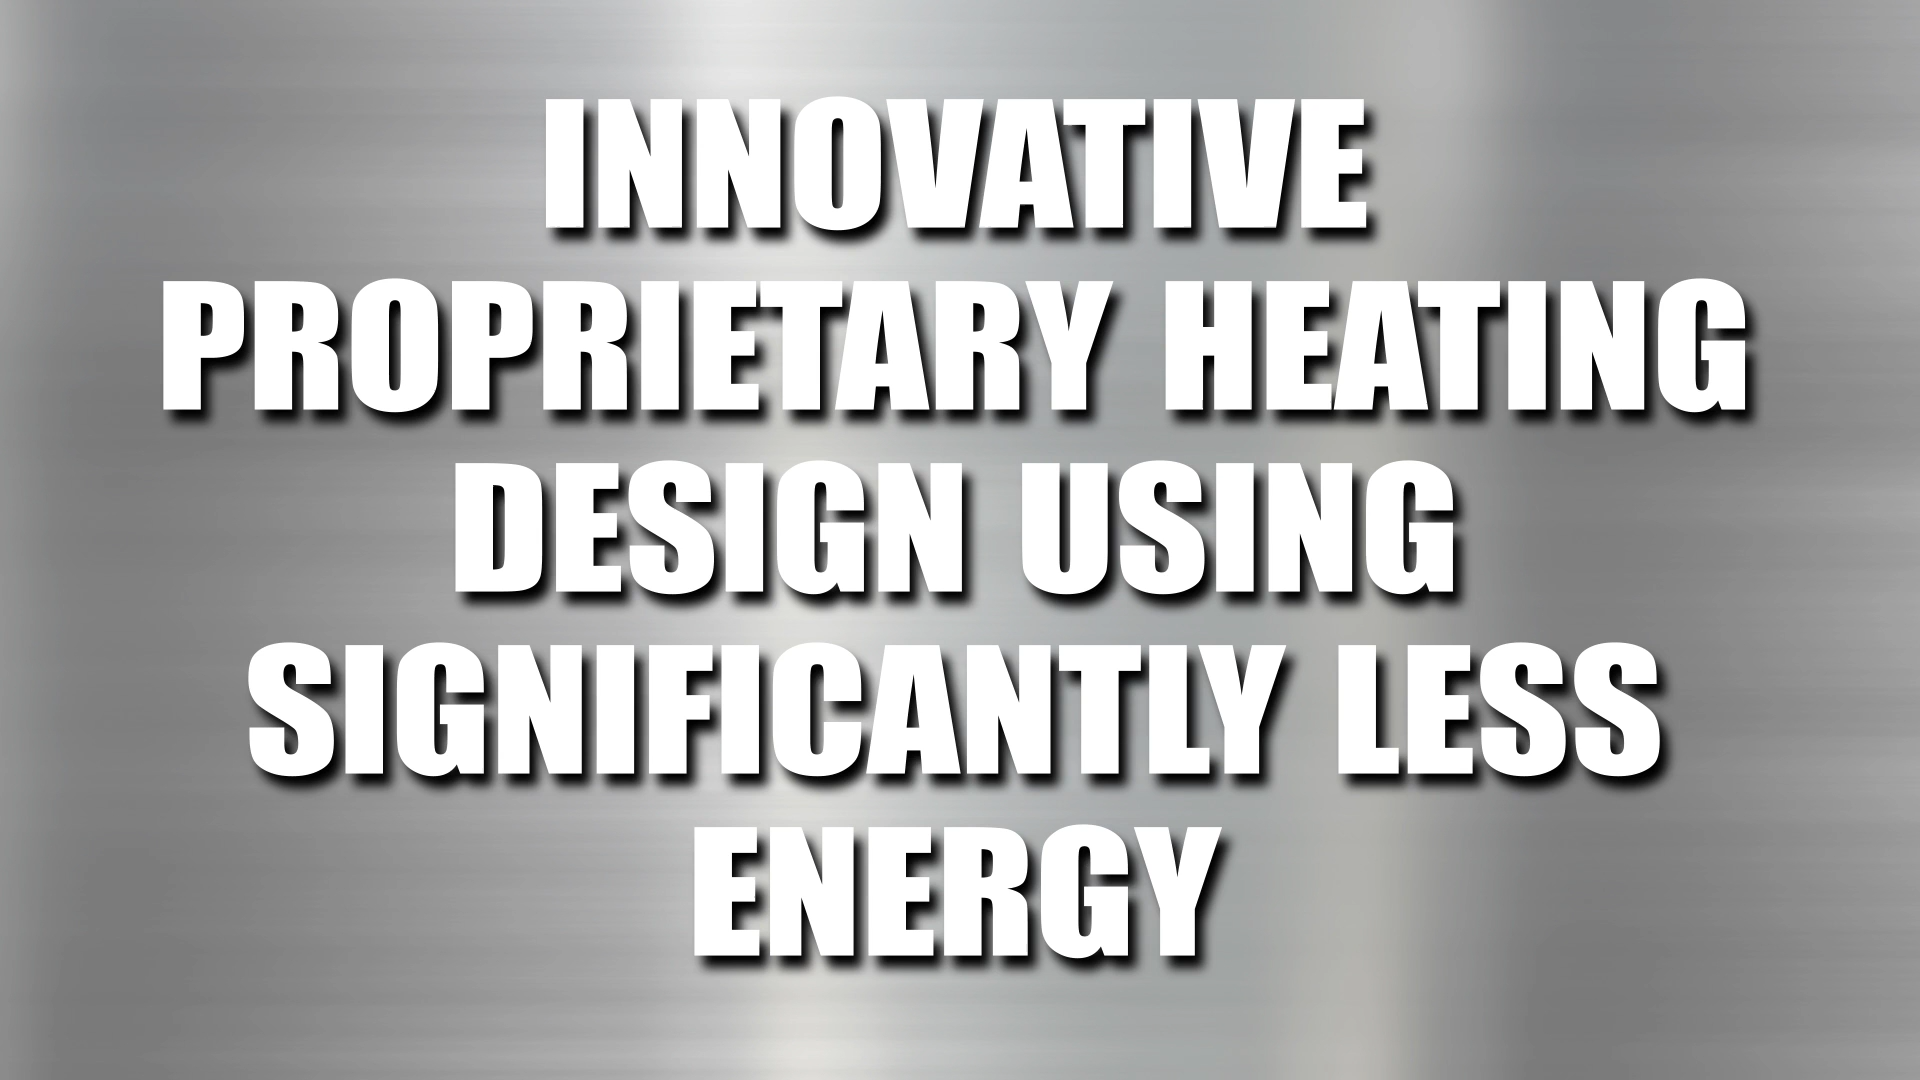 INNOVATIVE
PROPRIETARY HEATING
DESIGN USING
SIGNIFICANTLY LESS
ENERGY